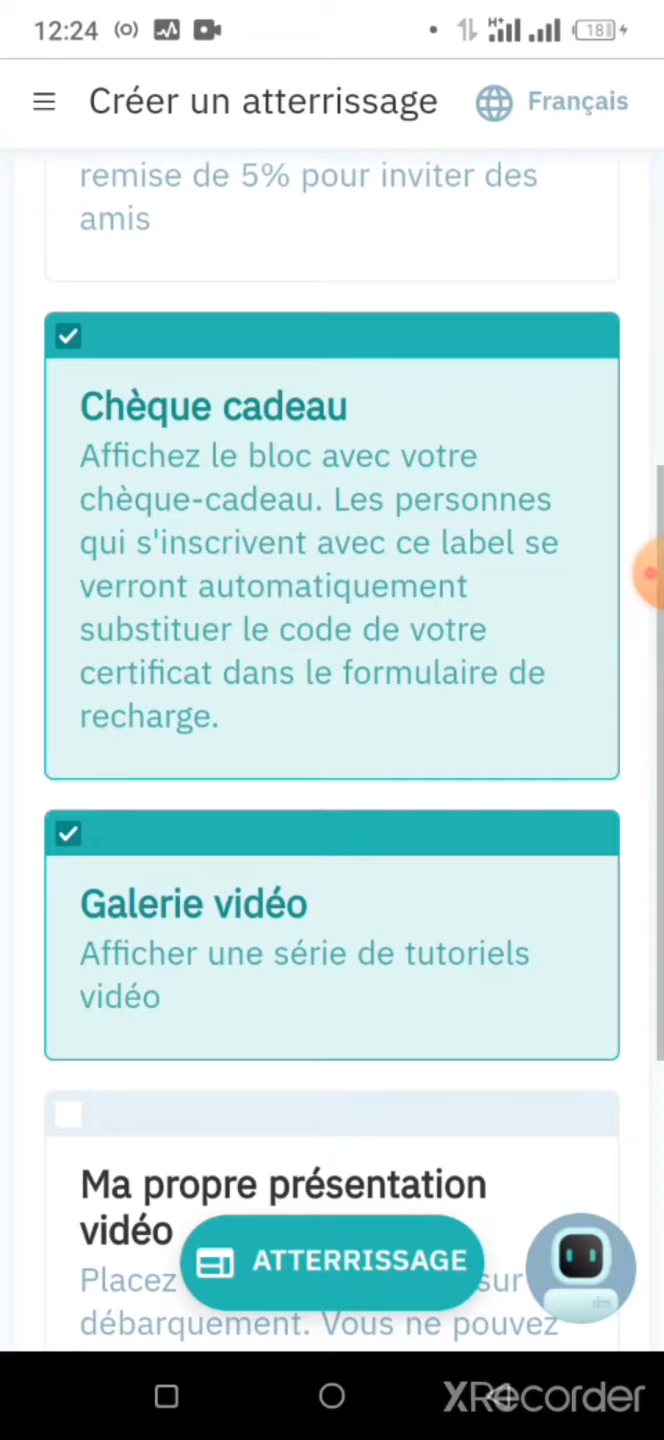 12:24
H+
18
Créer un atterrissage
Français
remise de 5% pour inviter des
amis
Chèque cadeau
Affichez le bloc avec votre
chèque-cadeau. Les personnes
qui s'inscrivent avec ce label se
verront automatiquement
substituer le code de votre
certificat dans le formulaire de
recharge.
Galerie vidéo
Afficher une série de tutoriels
vidéo
Ma propre présentation
vidéo
ATTERRISSAGE
Placez
sur
débarquement. Vous ne pouvez
XRecorder